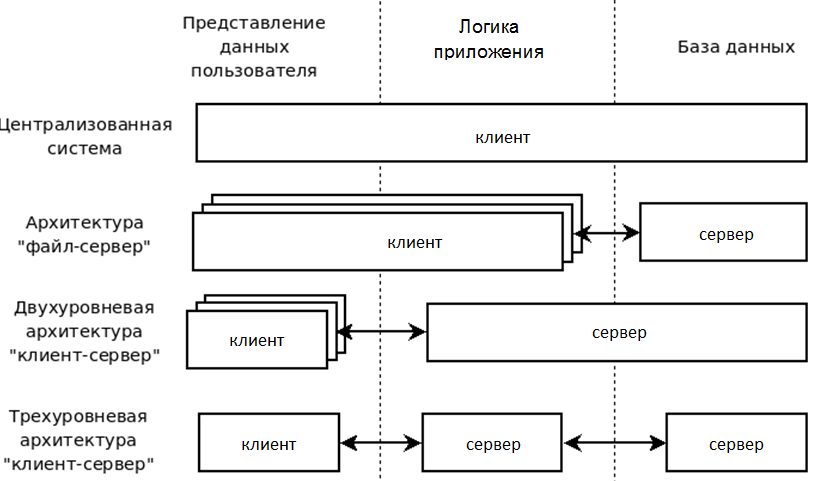 Представление
данных
пользователя
Логика
приложения
База данных
Централизованная
система
клиент
Архитектура
"файл-сервер"
клиент
сервер
Двухуровневая
архитектура
"клиент-сервер"
клиент
сервер
Трехуровневая
архитектура
"клиент-сервер"
клиент
сервер
сервер